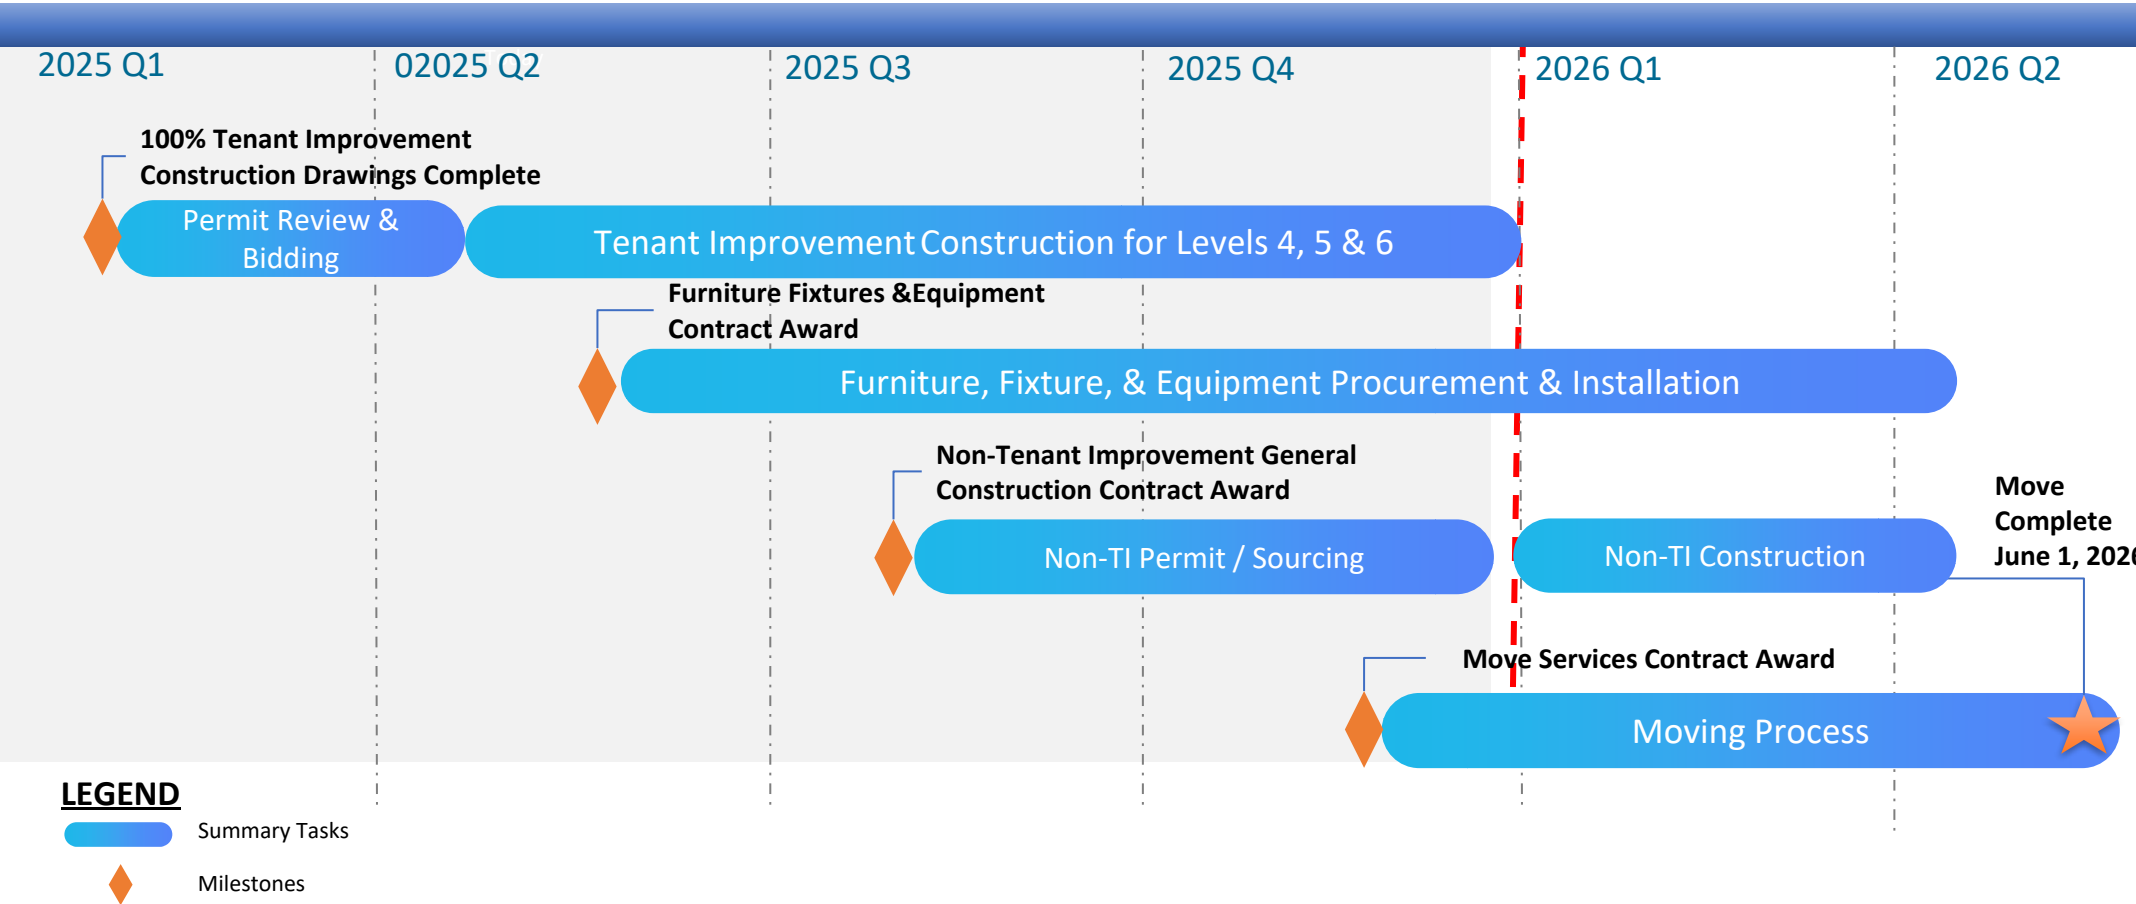 2025 Q1
02025 Q2
2025 Q3
2025 Q4
2026 Q1
2026 Q2
100% Tenant Improvement
Construction Drawings Complete
Permit Review &
Bidding
Tenant Improvement Construction for Levels 4, 5 & 6
Furniture Fixtures &Equipment
Contract Award
Furniture, Fixture, & Equipment Procurement & Installation
Non-Tenant Improvement General
Construction Contract Award
Non-TI Permit / Sourcing
Non-TI Construction
Move
Complete
June 1, 2026
Move Services Contract Award
Moving Process
LEGEND
Summary Tasks
Milestones